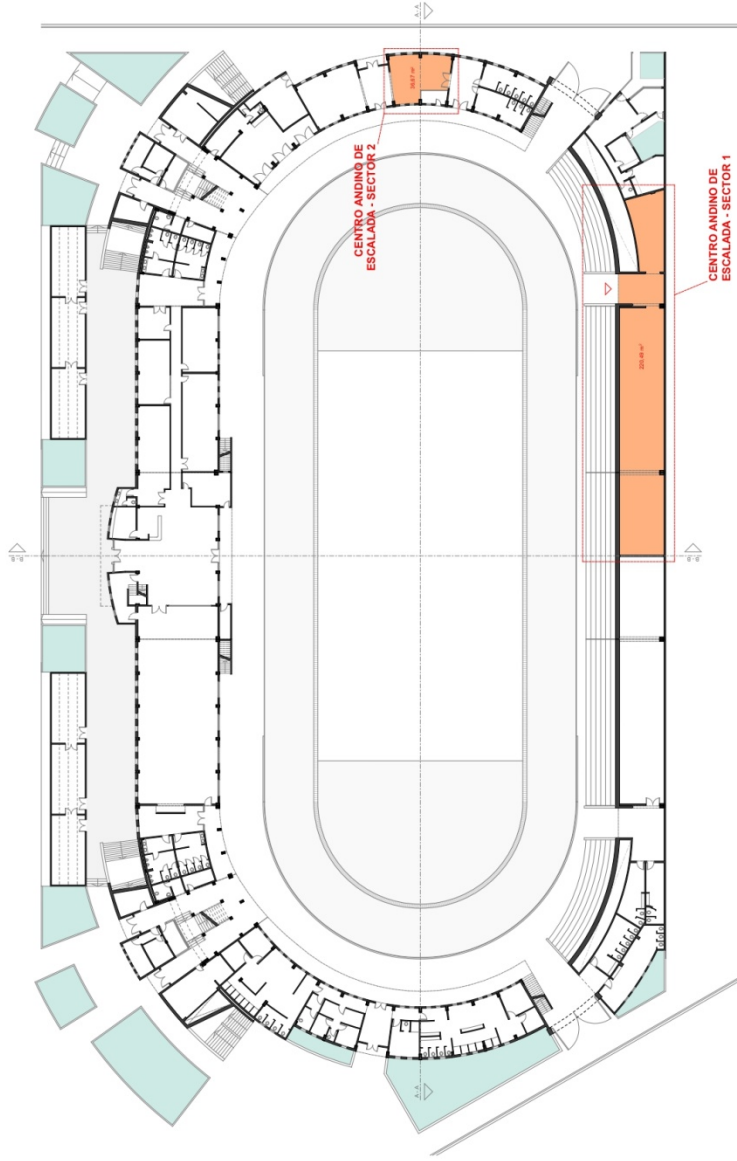 A-A
CENTRO ANDINO DE
ESCALADA - SECTOR 2
CENTRO ANDINO DE
ESCALADA - SECTOR 1
B-B
B-B
A-A